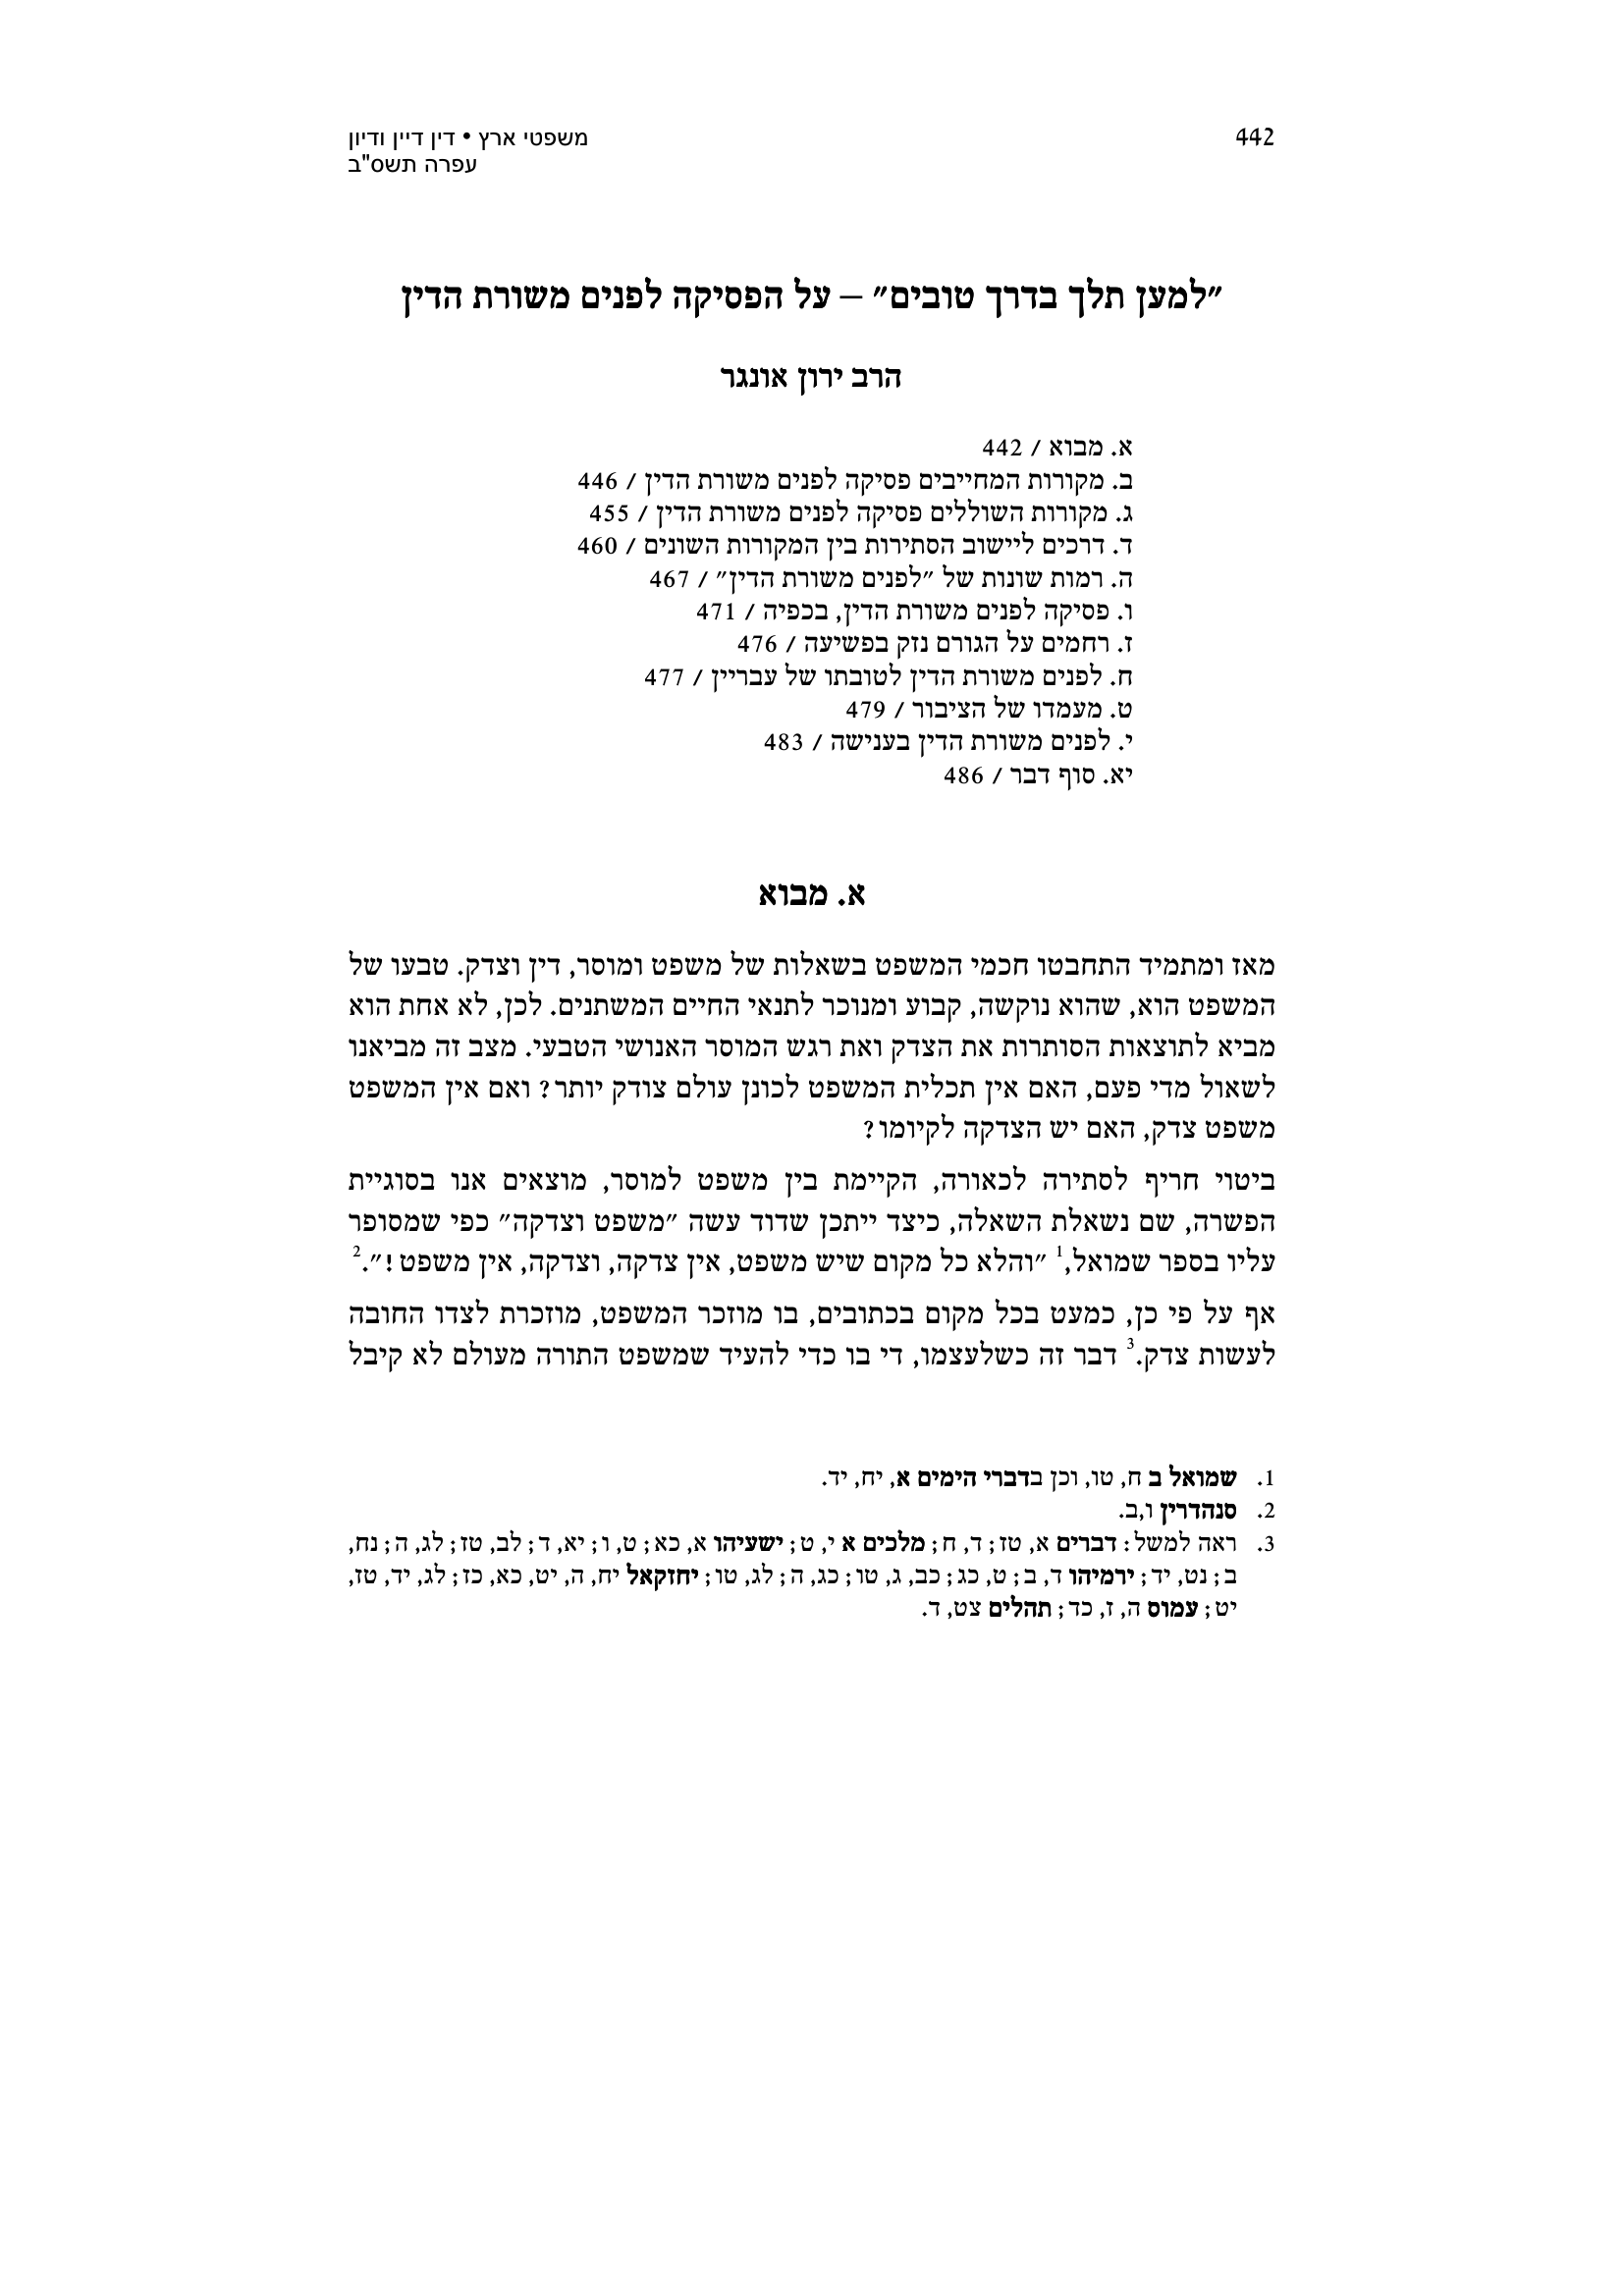 442
משפטי ארץ • דין דיין ודיון
עפרה תשס"ב
״למען תלך בדרך טובים״ – על הפסיקה לפנים משורת הדין
הרב ירון אונגר
א. מבוא / 442
ב. מקורות המחייבים פסיקה לפנים משורת הדין / 446
ג. מקורות השוללים פסיקה לפנים משורת הדין / 455
ד. דרכים ליישוב הסתירות בין המקורות השונים / 460
ה. רמות שונות של ״לפנים משורת הדין״ / 467
ו. פסיקה לפנים משורת הדין, בכפיה / 471
ז. רחמים על הגורם נזק בפשיעה / 476
ח. לפנים משורת הדין לטובתו של עבריין / 477
ט. מעמדו של הציבור / 479
י. לפנים משורת הדין בענישה / 483
יא. סוף דבר / 486
א. מבוא
מאז ומתמיד התחבטו חכמי המשפט בשאלות של משפט ומוסר, דין וצדק. טבעו של
המשפט הוא, שהוא נוקשה, קבוע ומנוכר לתנאי החיים המשתנים. לכן, לא אחת הוא
מביא לתוצאות הסותרות את הצדק ואת רגש המוסר האנושי הטבעי. מצב זה מביאנו
לשאול מדי פעם, האם אין תכלית המשפט לכונן עולם צודק יותר? ואם אין המשפט
משפט צדק, האם יש הצדקה לקיומו?
ביטוי חריף לסתירה לכאורה, הקיימת בין משפט למוסר, מוצאים אנו בסוגיית
הפשרה, שם נשאלת השאלה, כיצד ייתכן שדוד עשה ״משפט וצדקה״ כפי שמסופר
עליו בספר שמואל,1 ״והלא כל מקום שיש משפט, אין צדקה, וצדקה, אין משפט!״.2
אף על פי כן, כמעט בכל מקום בכתובים, בו מוזכר המשפט, מוזכרת לצדו החובה
לעשות צדק.3 דבר זה כשלעצמו, די בו כדי להעיד שמשפט התורה מעולם לא קיבל
1. שמואל ב ח, טו, וכן בדברי הימים א, יח, יד.
2. סנהדרין ו,ב.
3. ראה למשל: דברים א, טז; ד, ח; מלכים א י, ט; ישעיהו א, כא; ט, ו; יא, ד; לב, טז; לג, ה; נח,
ב; נט, יד; ירמיהו ד, ב; ט, כג; כב, ג, טו; כג, ה; לג, טו; יחזקאל יח, ה, יט, כא, כז; לג, יד, טז,
יט; עמוס ה, ז, כד; תהלים צט, ד.